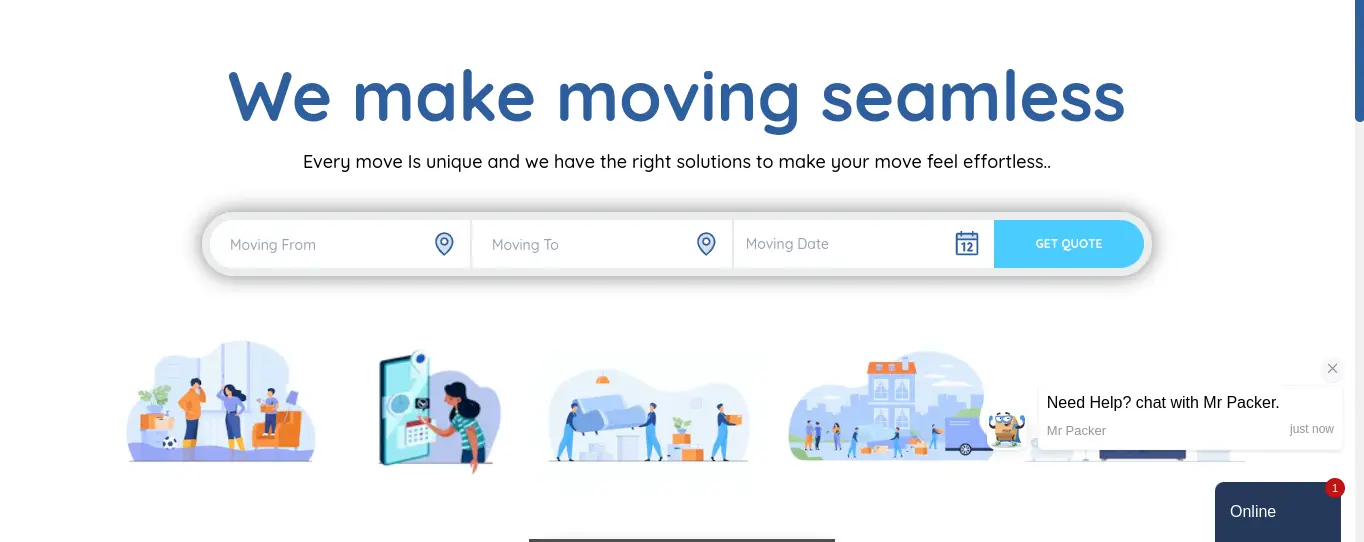 We make moving seamless
Every move Is unique and we have the right solutions to make your move feel effortless..
Moving From
Moving To
Moving Date
12
GET QUOTE
Need Help? chat with Mr Packer.
Mr Packer
just now
1
Online